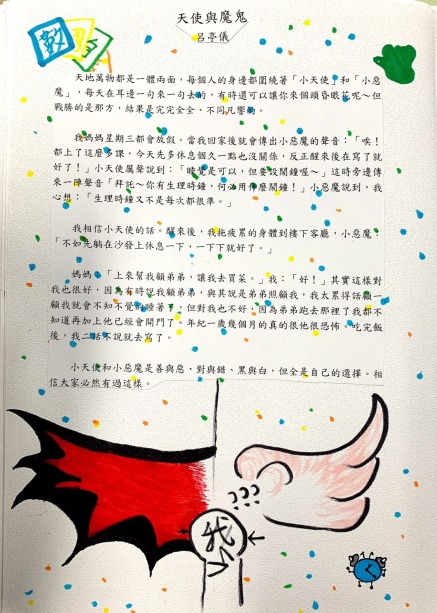 天使與魔鬼
呂亭儀
天地萬物都是一體兩面，每個人的身邊都圍繞著「小天使」和「小惡
魔」，每天在耳邊一句來一句去的，有時還可以讓你來個頭昏眼花呢～但
戰勝的是那方，結果是完完全全、不同凡響的。
我媽媽星期三都會放假。當我回家後就會傳出小惡魔的聲音：「唉！
都上了這麼多課，今天先多休息個久一點也沒關係，反正醒來後在寫了就
好了！」小天使厲聲說到：「睡覺是可以，但要設鬧鐘喔～」這時旁邊傳
來一陣聲音「拜託～你有生理時鐘，何必用什麼鬧鐘！」小惡魔說到，我
心想：「生理時鐘又不是每次都很準。」
我相信小天使的話。醒來後，我拖疲累的身體到樓下客廳，小惡魔：
「不如先躺在沙發上休息一下，一下下就好了。」
媽媽：「上來幫我顧弟弟，讓我去買菜。」我：「好！」其實這樣對
我也很好，因為有時說我顧弟弟，與其說是弟弟照顧我，我太累得話顧一
顧我就會不知不覺的睡著了，但對我也不好，因為弟弟跑去那裡了我都不
知道再加上他已經會開門了。年紀一歲幾個月的真的很他很恐怖。吃完飯
後，我二話不說就去寫了。
小天使和小惡魔是善與惡、對與錯、黑與白，但全是自己的選擇。相
信大家必然有過這樣。
我